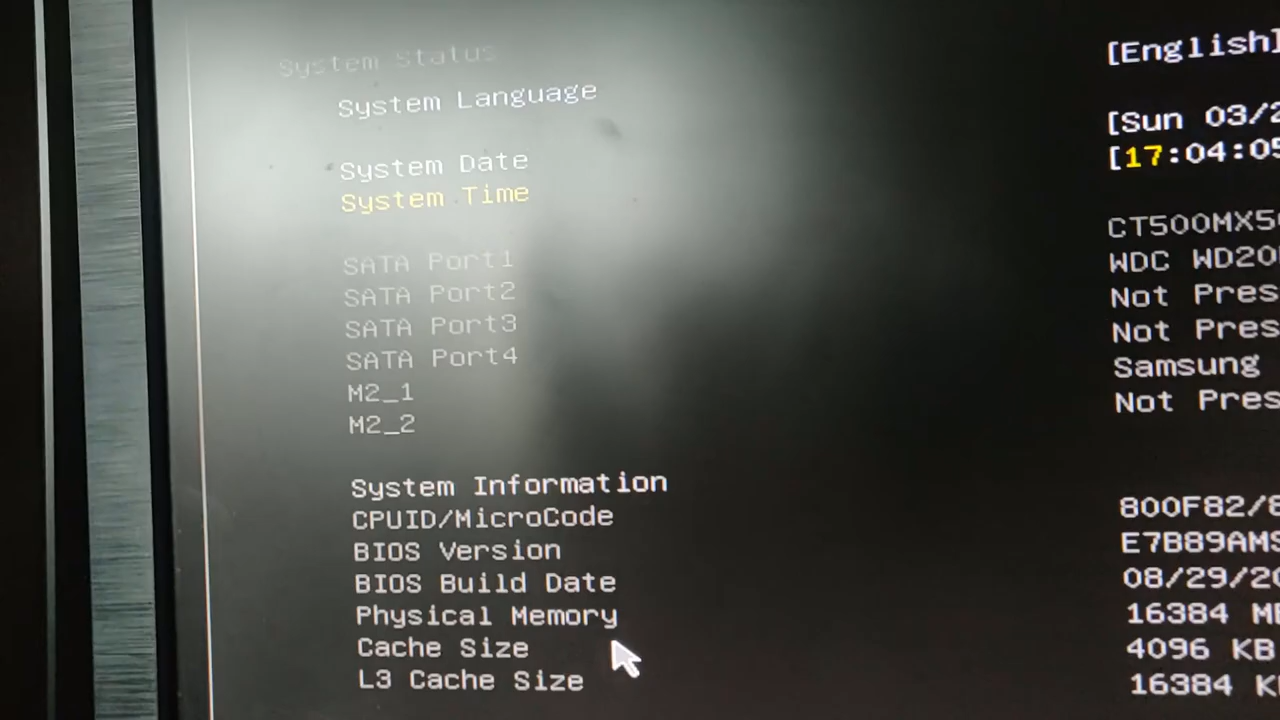 System Status
System Language [English]
System Date [Sun 03/2
System Time [17:04:05
SATA Port1 CT500MX5
SATA Port2 WDC WD20
SATA Port3 Not Pres
SATA Port4 Not Pres
M2_1 Samsung
M2_2 Not Pres
System Information
CPUID/MicroCode 800F82/8
BIOS Version E7B89AMS
BIOS Build Date 08/29/20
Physical Memory 16384 M
Cache Size 4096 KB
L3 Cache Size 16384 K